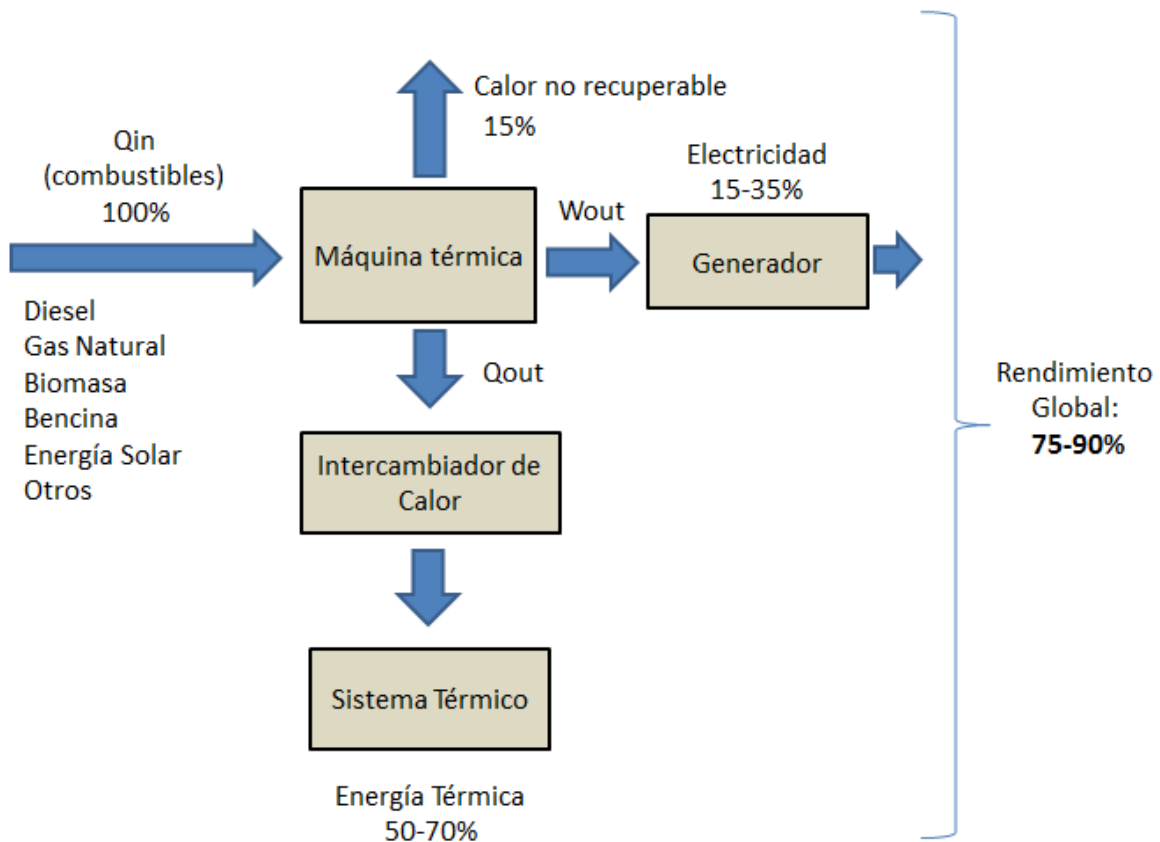 Calor no recuperable
15%
Qin
(combustibles)
100%
Electricidad
15-35%
Wout
Máquina térmica
Generador
Diesel
Gas Natural
Biomasa
Bencina
Energía Solar
Otros
Qout
Rendimiento
Global:
75-90%
Intercambiador de
Calor
Sistema Térmico
Energía Térmica
50-70%